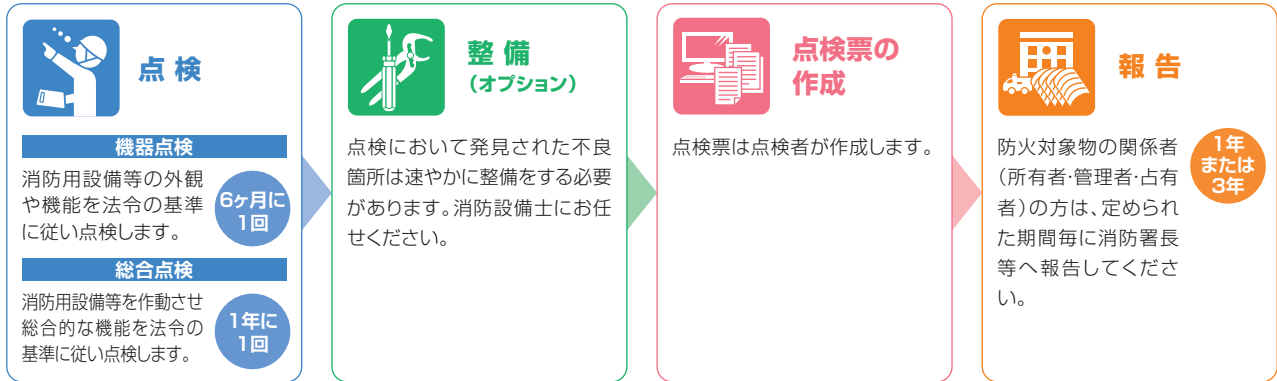 点検
機器点検
消防用設備等の外観
や機能を法令の基準
に従い点検します。
6ヶ月に
1回
総合点検
消防用設備等を作動させ
総合的な機能を法令の
基準に従い点検します。
1年に
1回
整備
（オプション）
点検において発見された不良
箇所は速やかに整備をする必要
があります。消防設備士にお任
せください。
点検票の
作成
点検票は点検者が作成します。
報告
防火対象物の関係者
（所有者・管理者・占有
者）の方は、定められ
た期間毎に消防署長
等へ報告してくださ
い。
1年
または
3年